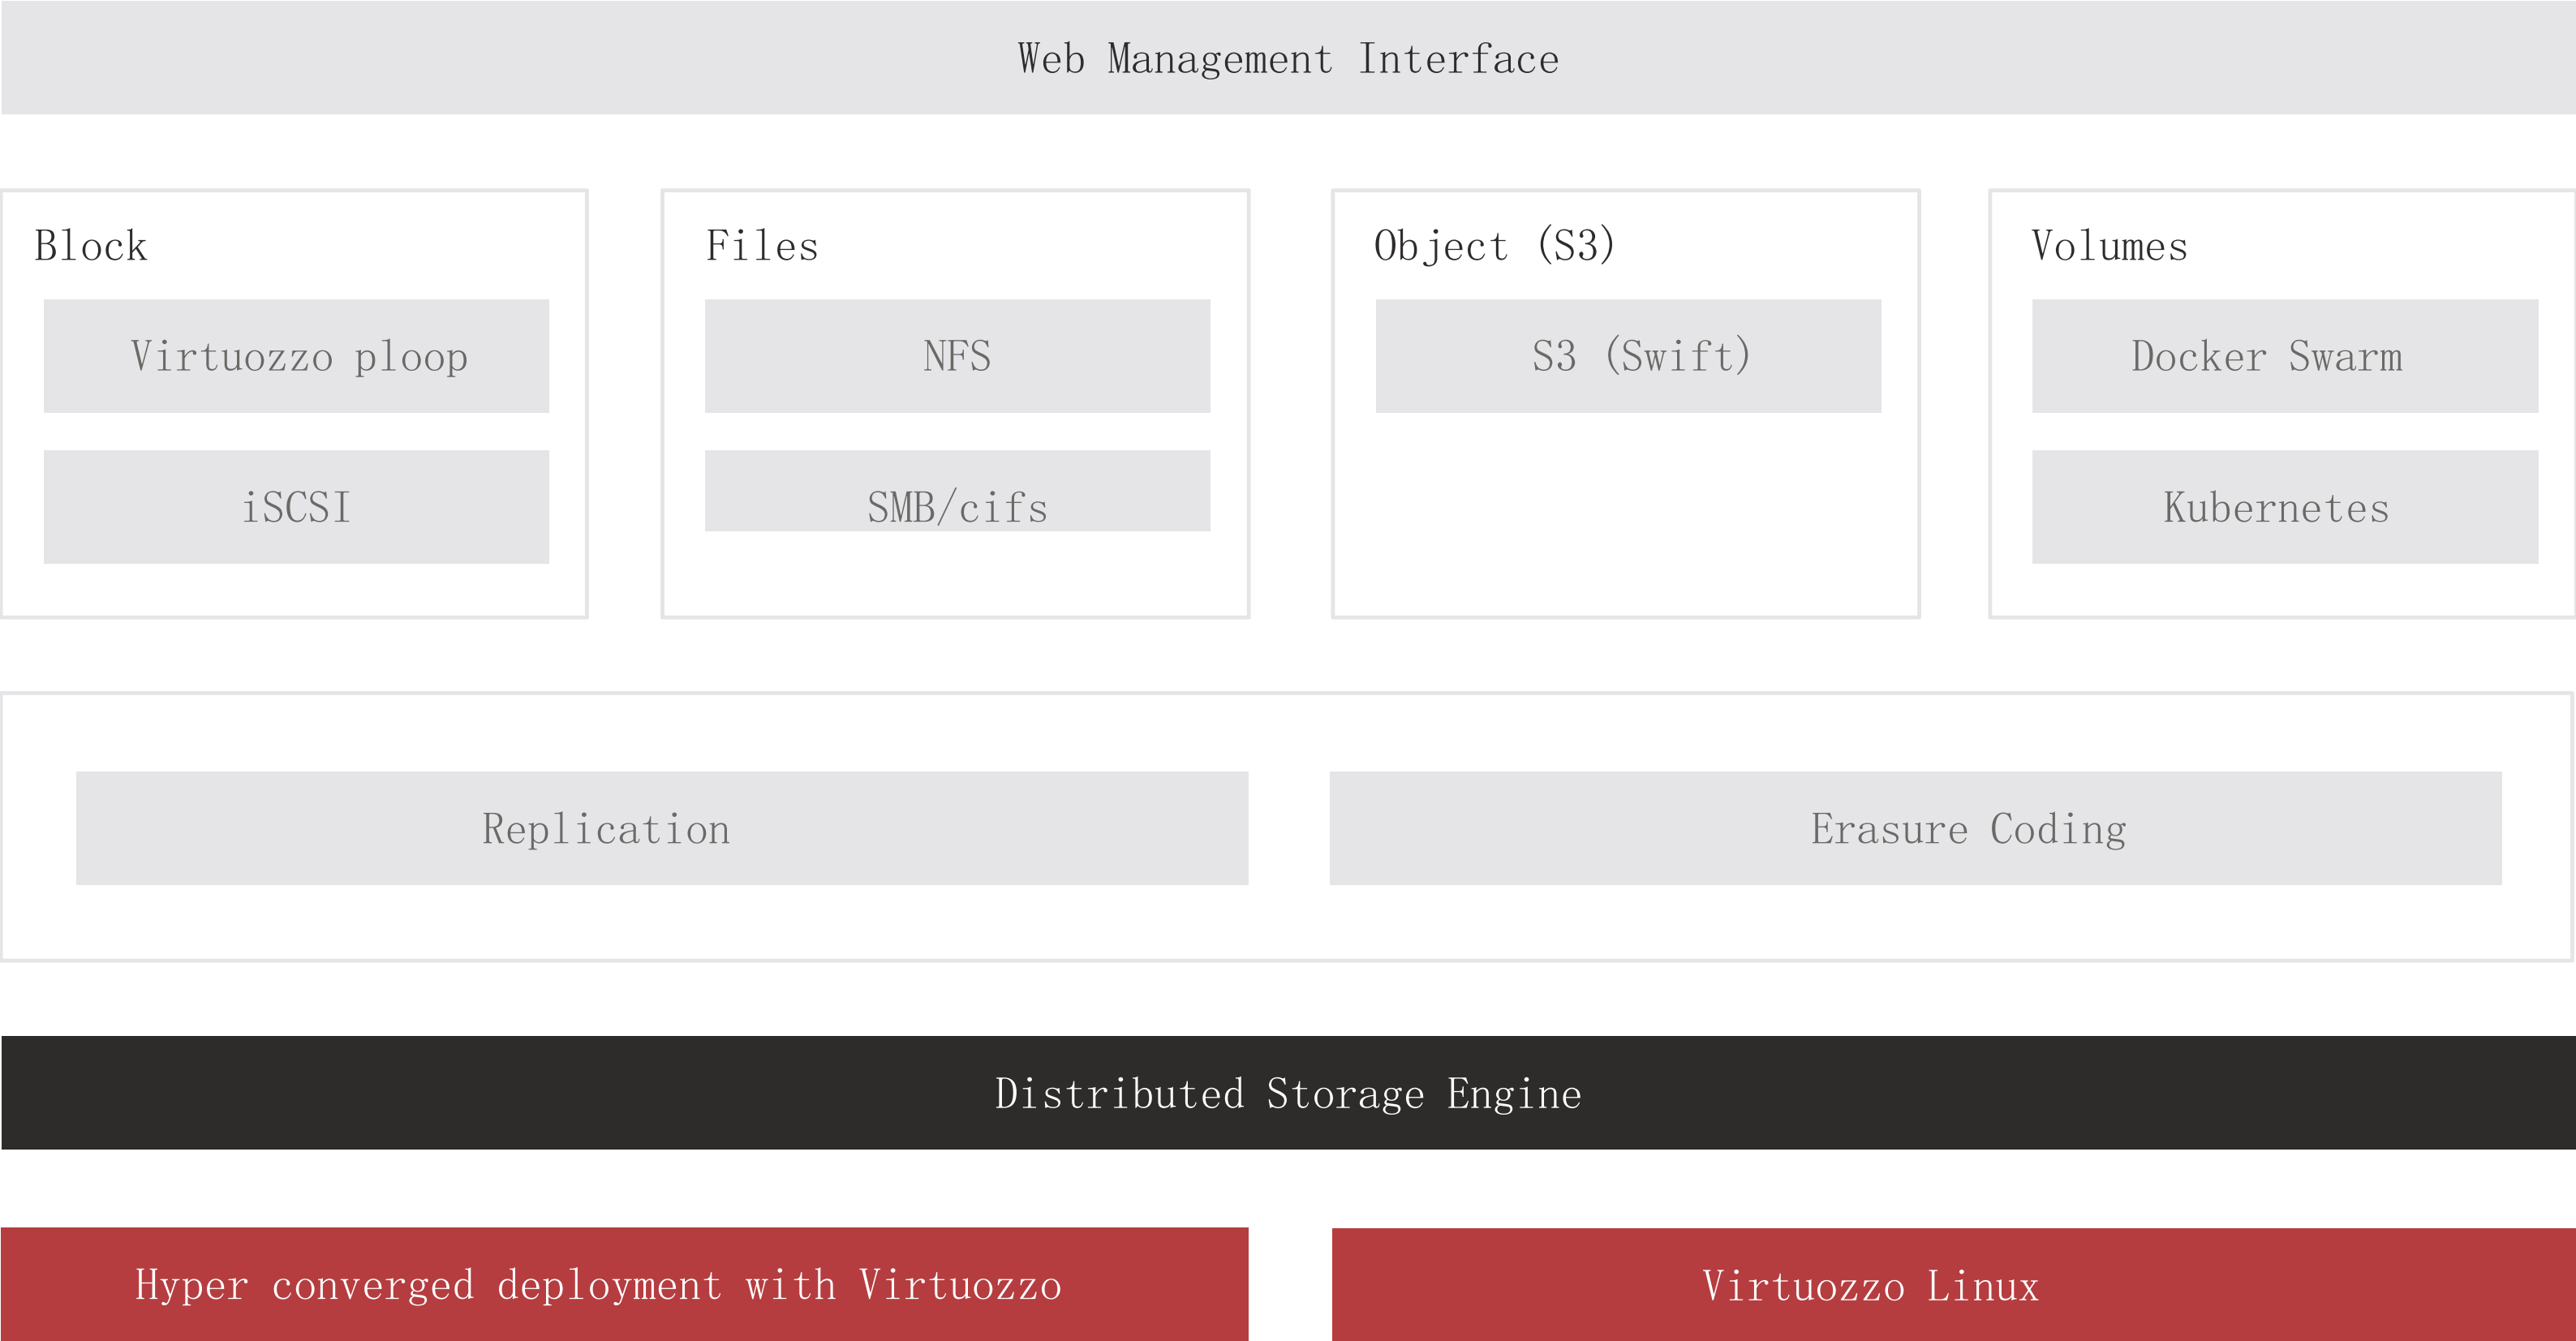 Web Management Interface
Block
Files
Object (S3)
Volumes
Virtuozzo ploop
NFS
S3 (Swift)
Docker Swarm
iSCSI
SMB/cifs
Kubernetes
Replication
Erasure Coding
Distributed Storage Engine
Hyper converged deployment with Virtuozzo
Virtuozzo Linux